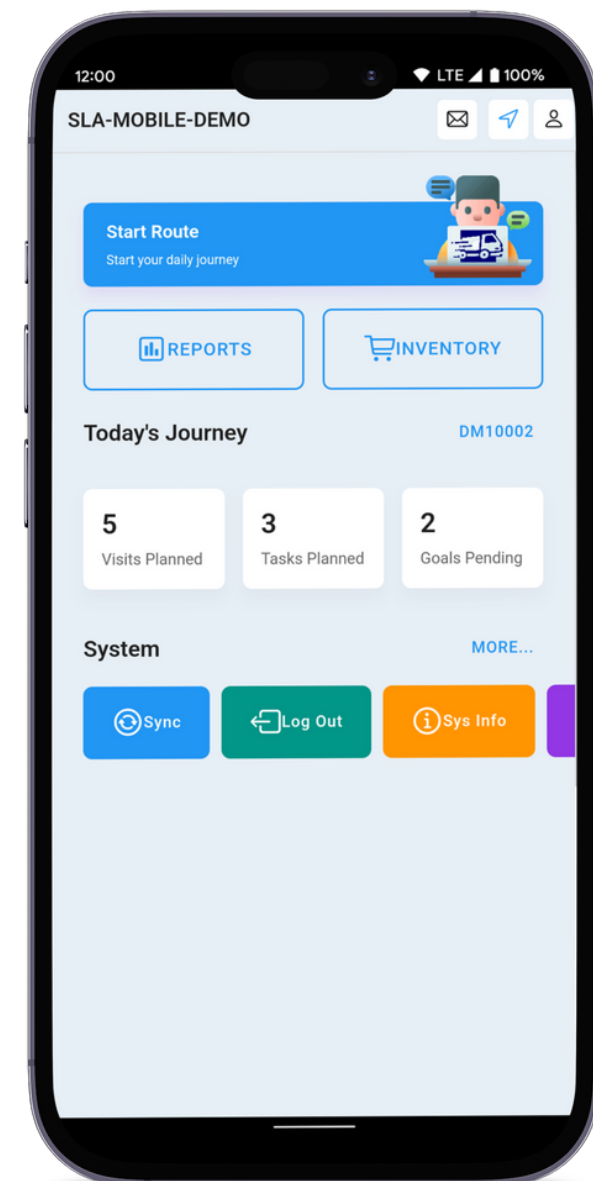 12:00 LTE 100%
SLA-MOBILE-DEMO
Start Route
Start your daily journey
REPORTS INVENTORY
Today's Journey DM10002
5 3 2
Visits Planned Tasks Planned Goals Pending
System MORE...
Sync Log Out Sys Info